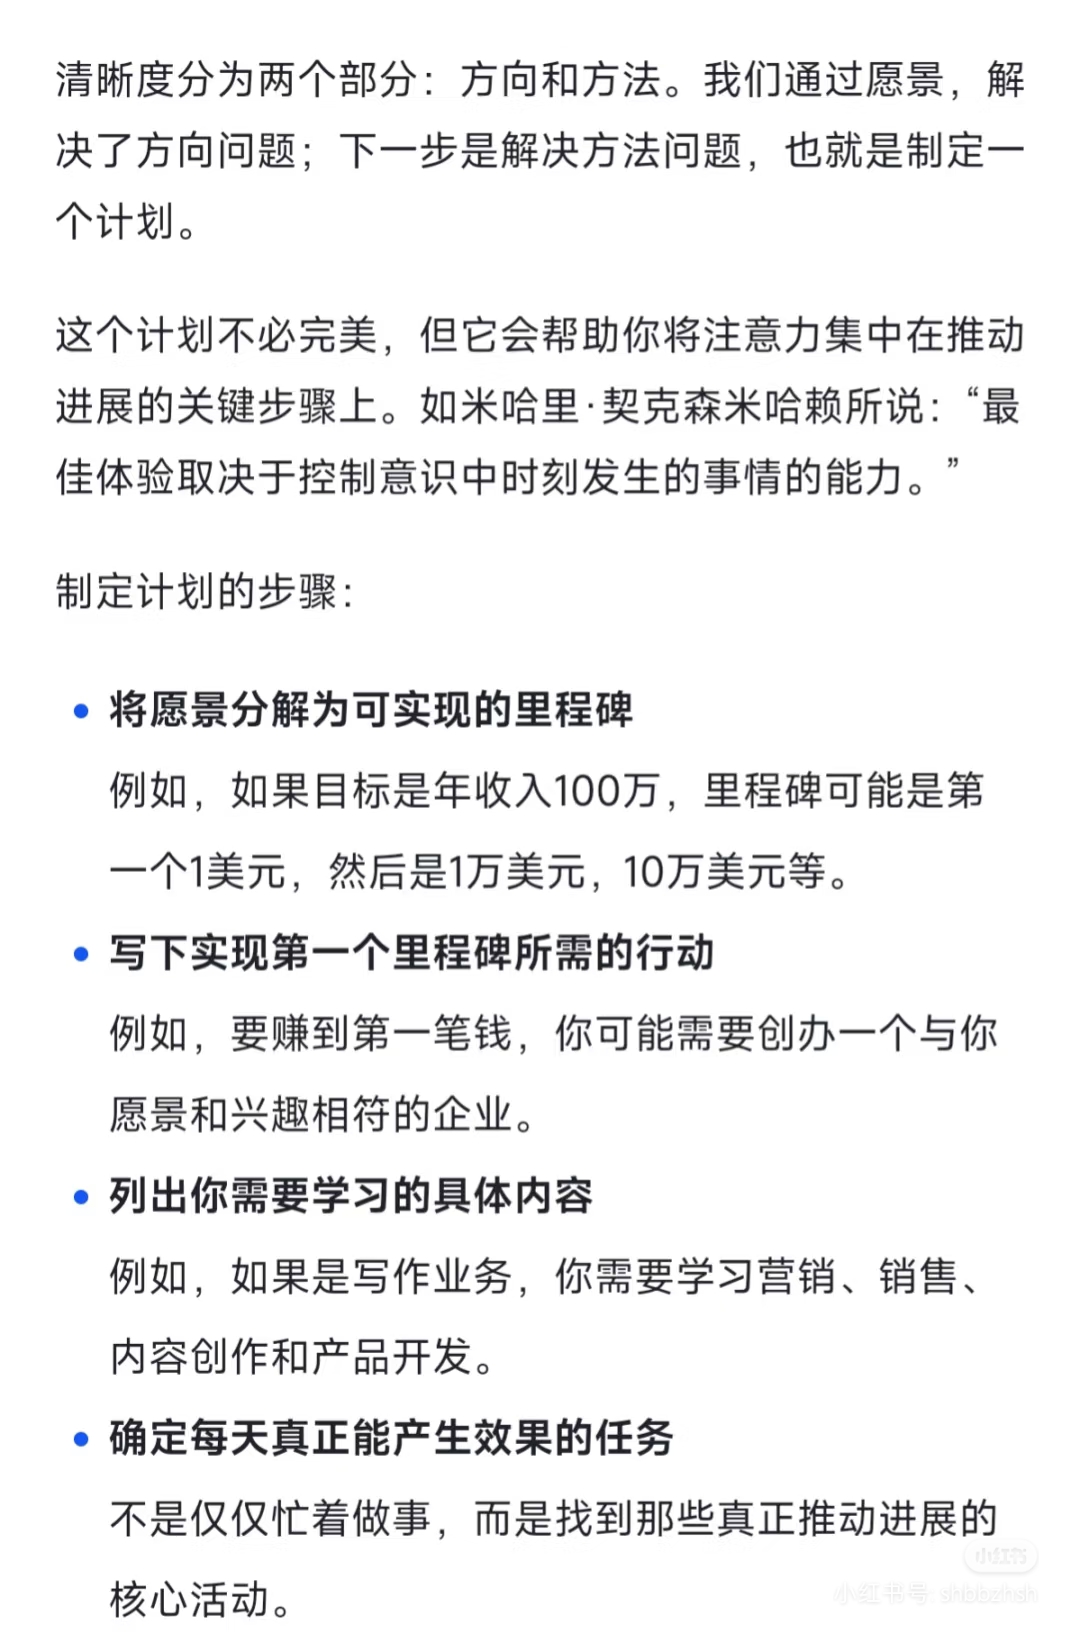 清晰度分为两个部分：方向和方法。我们通过愿景，解
决了方向问题；下一步是解决方法问题，也就是制定一
个计划。
这个计划不必完美，但它会帮助你将注意力集中在推动
进展的关键步骤上。如米哈里·契克森米哈赖所说：“最
佳体验取决于控制意识中时刻发生的事情的能力。”
制定计划的步骤：
• 将愿景分解为可实现的里程碑
例如，如果目标是年收入100万，里程碑可能是第
一个1美元，然后是1万美元，10万美元等。
• 写下实现第一个里程碑所需的行动
例如，要赚到第一笔钱，你可能需要创办一个与你
愿景和兴趣相符的企业。
• 列出你需要学习的具体内容
例如，如果是写作业务，你需要学习营销、销售、
内容创作和产品开发。
• 确定每天真正能产生效果的任务
不是仅仅忙着做事，而是找到那些真正推动进展的
核心活动。
小红书
小红书号: shbbzhsh